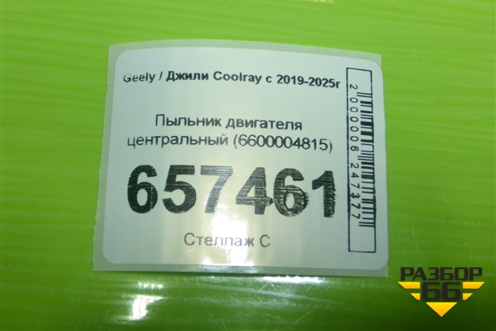 Geely / Джили Coolray с 2019-2025г
Пыльник двигателя
центральный (6600004815)
657461
Стеллаж С
2000006247377
РАЗБОР
66